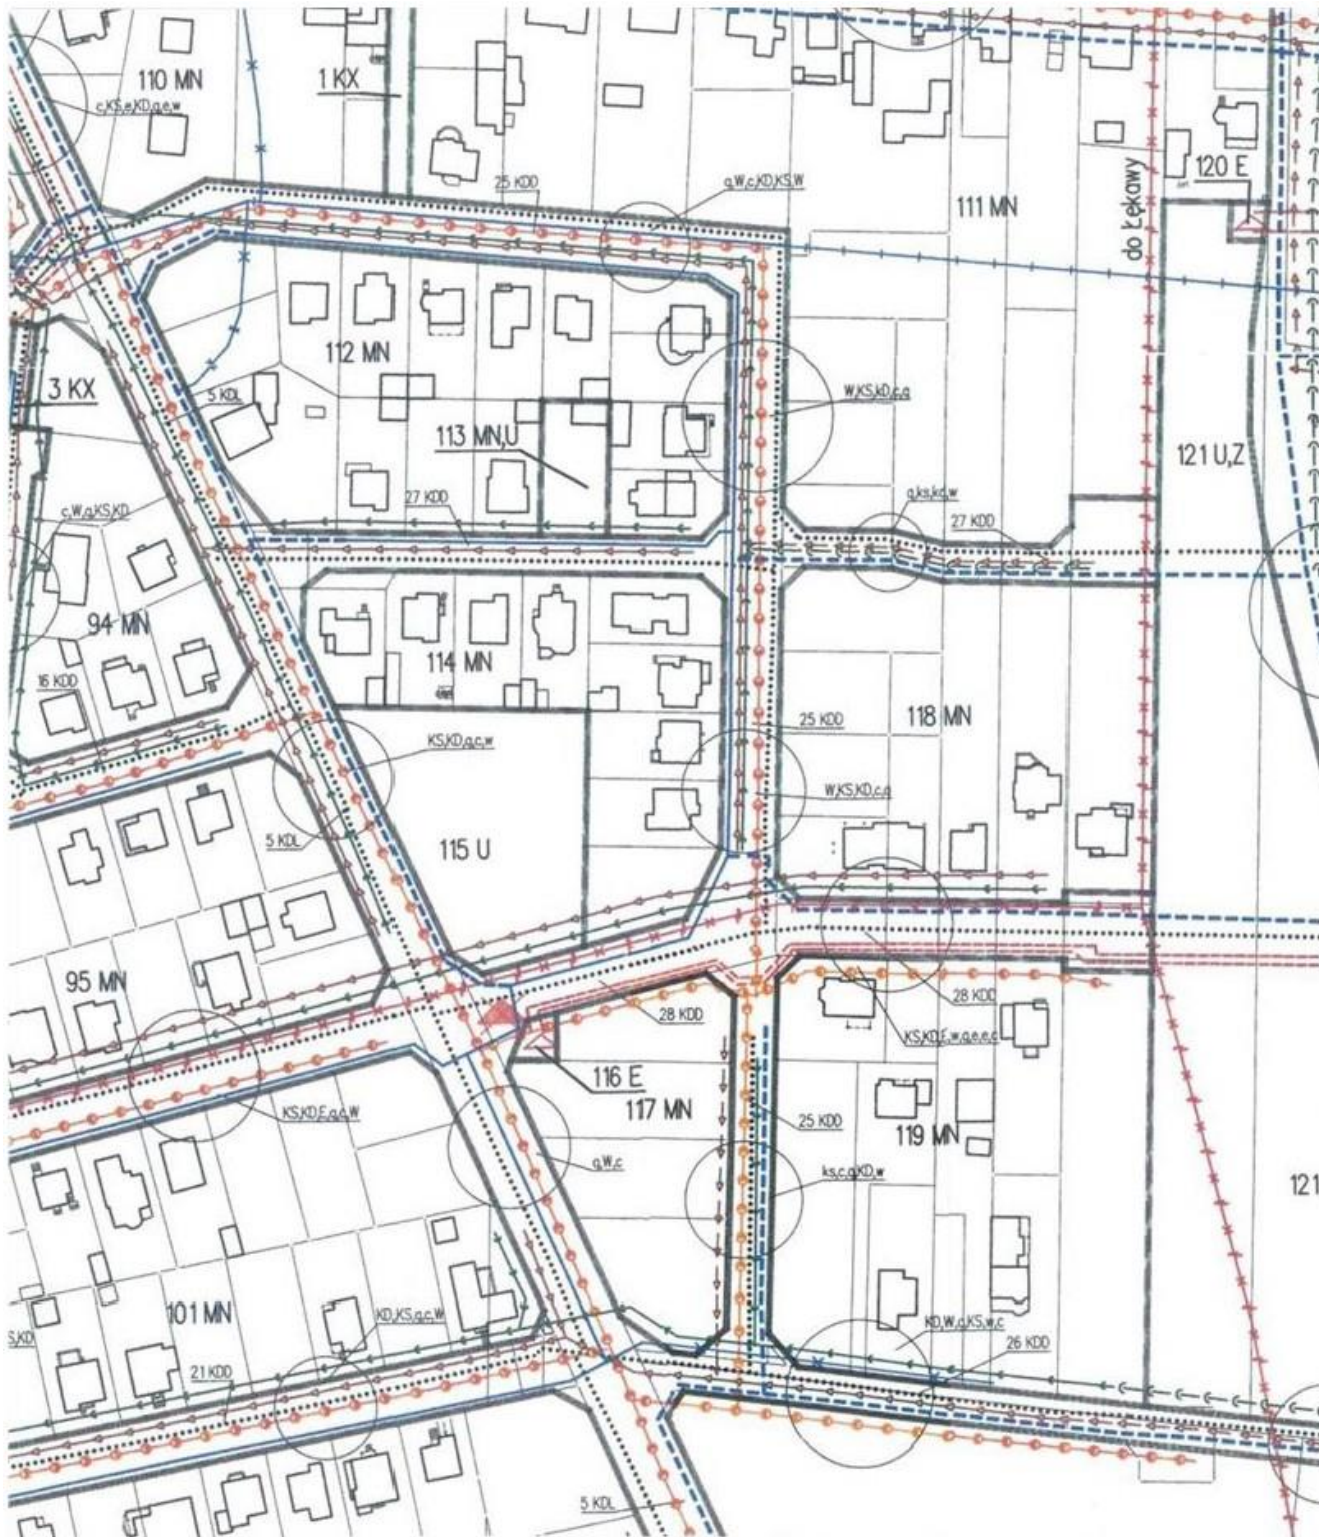 110 MN
1 KX
c,KS,e,KD,q,e,w
25 KDD
q,W,c,KD,KS,W
111 MN
120 E
do Łękawy
112 MN
3 KX
5 KDL
113 MN,U
W,KS,KD,c,q
121 U,Z
27 KDD
q,ks,kd,w
27 KDD
c,W,q,KS,KD
94 MN
114 MN
16 KDD
118 MN
25 KDD
KS,KD,q,c,w
W,KS,KD,c,q
5 KDL
115 U
95 MN
28 KDD
28 KDD
KS,KD,E,w,q,e,e,c
116 E
117 MN
KS,KD,E,q,c,W
25 KDD
119 MN
q,W,c
ks,c,q,KD,w
121
101 MN
KD,KS,q,c,W
KD,W,q,KS,w,c
S,KD
26 KDD
21 KDD
5 KDL